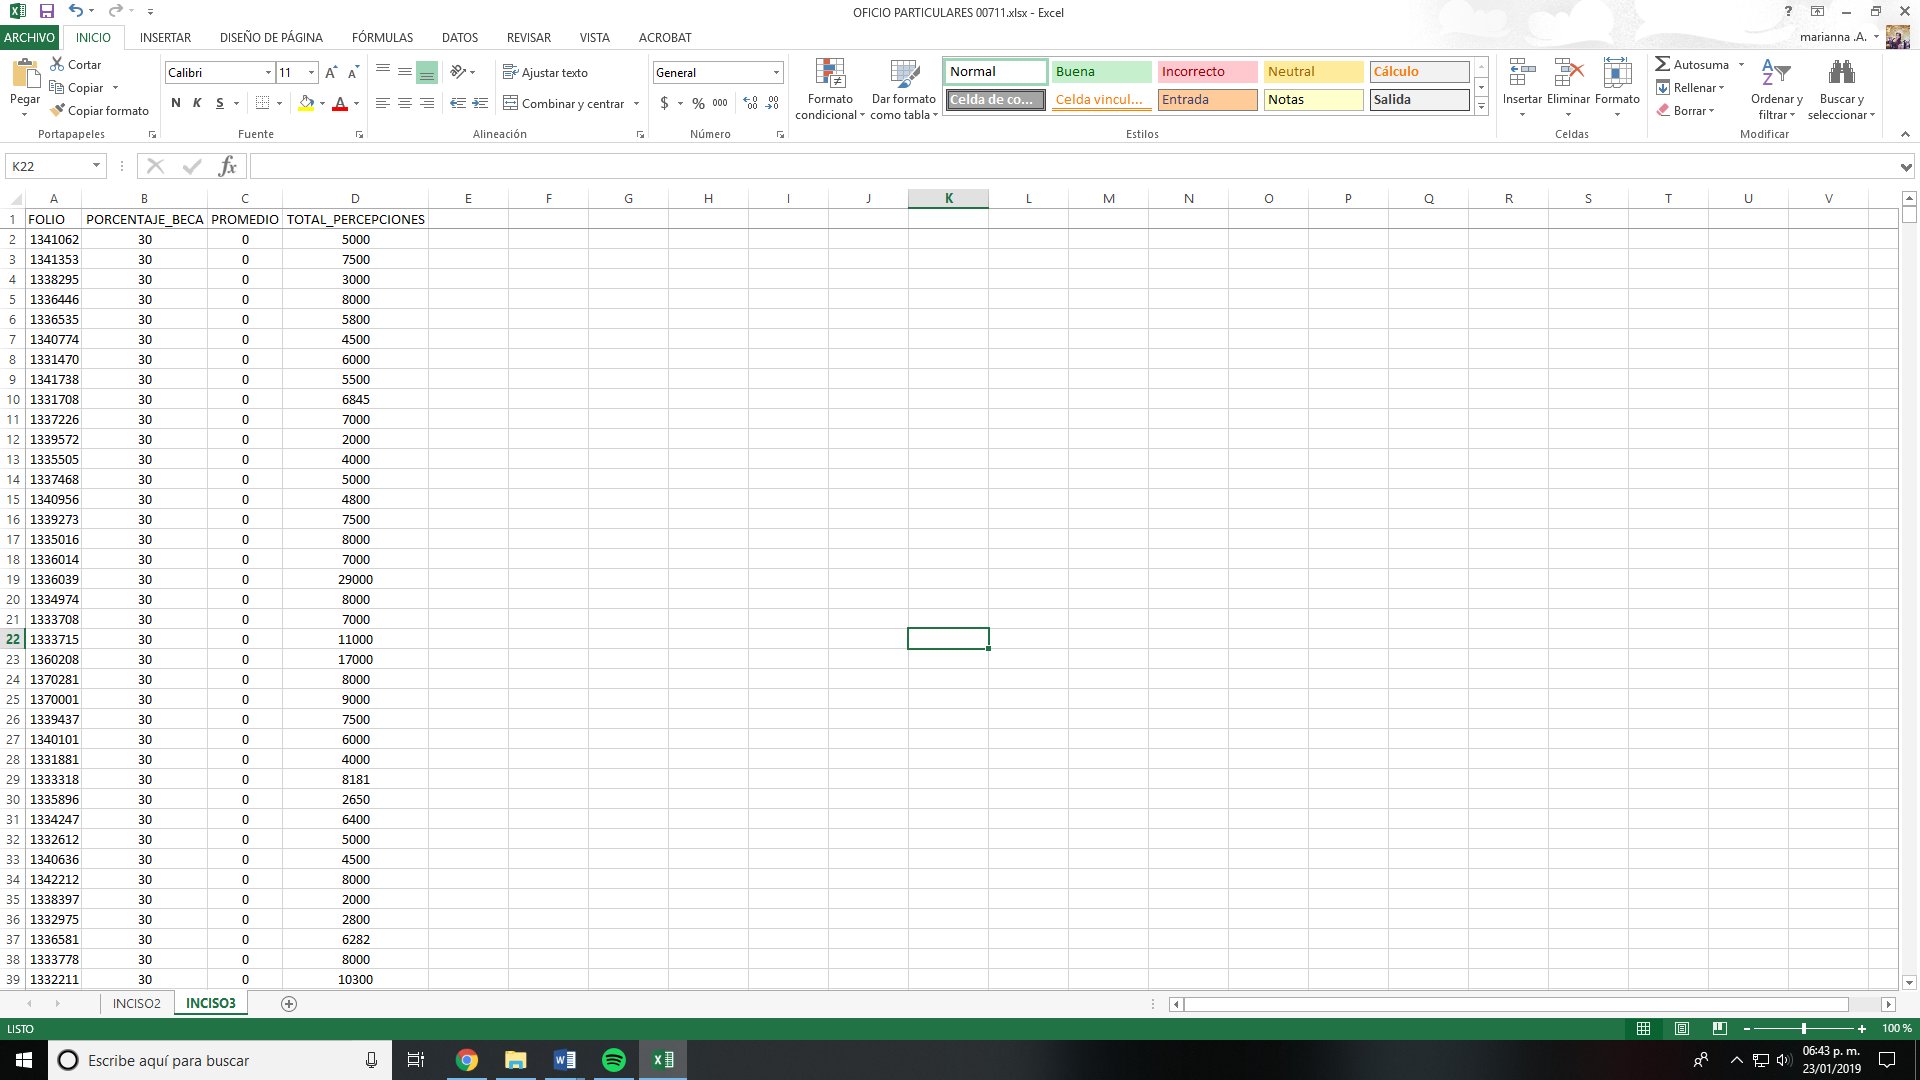 OFICIO PARTICULARES 00711.xlsx - Excel
ARCHIVO INICIO INSERTAR DISEÑO DE PÁGINA FÓRMULAS DATOS REVISAR VISTA ACROBAT marianna .A.
Pegar
Cortar
Copiar
Copiar formato
Portapapeles
Calibri 11
N K S
Fuente
Ajustar texto
Combinar y centrar
Alineación
General
$ % 000
Número
Formato condicional
Dar formato como tabla
Normal Buena Incorrecto Neutral Cálculo
Celda de co... Celda vincul... Entrada Notas Salida
Estilos
Insertar Eliminar Formato
Celdas
Autosuma
Rellenar
Borrar
Ordenar y filtrar
Buscar y seleccionar
Modificar
K22 fx
A B C D E F G H I J K L M N O P Q R S T U V
1 FOLIO PORCENTAJE_BECA PROMEDIO TOTAL_PERCEPCIONES
2 1341062 30 0 5000
3 1341353 30 0 7500
4 1338295 30 0 3000
5 1336446 30 0 8000
6 1336535 30 0 5800
7 1340774 30 0 4500
8 1331470 30 0 6000
9 1341738 30 0 5500
10 1331708 30 0 6845
11 1337226 30 0 7000
12 1339572 30 0 2000
13 1335505 30 0 4000
14 1337468 30 0 5000
15 1340956 30 0 4800
16 1339273 30 0 7500
17 1335016 30 0 8000
18 1336014 30 0 7000
19 1336039 30 0 29000
20 1334974 30 0 8000
21 1333708 30 0 7000
22 1333715 30 0 11000
23 1360208 30 0 17000
24 1370281 30 0 8000
25 1370001 30 0 9000
26 1339437 30 0 7500
27 1340101 30 0 6000
28 1331881 30 0 4000
29 1333318 30 0 8181
30 1335896 30 0 2650
31 1334247 30 0 6400
32 1332612 30 0 5000
33 1340636 30 0 4500
34 1342212 30 0 8000
35 1338397 30 0 2000
36 1332975 30 0 2800
37 1336581 30 0 6282
38 1333778 30 0 8000
39 1332211 30 0 10300
INCISO2 INCISO3
LISTO 100 %
Escribe aquí para buscar
06:43 p. m.
23/01/2019